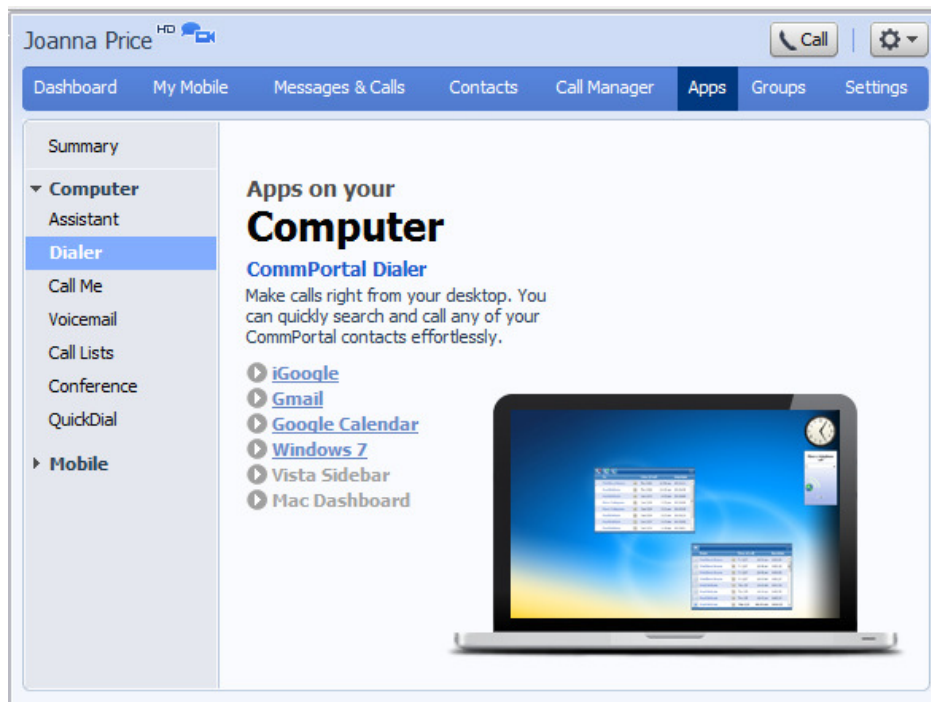 Joanna Price HD
Call
Dashboard My Mobile Messages & Calls Contacts Call Manager Apps Groups Settings
Summary
Computer
Assistant
Dialer
Call Me
Voicemail
Call Lists
Conference
QuickDial
Mobile
Apps on your
Computer
CommPortal Dialer
Make calls right from your desktop. You
can quickly search and call any of your
CommPortal contacts effortlessly.
iGoogle
Gmail
Google Calendar
Windows 7
Vista Sidebar
Mac Dashboard